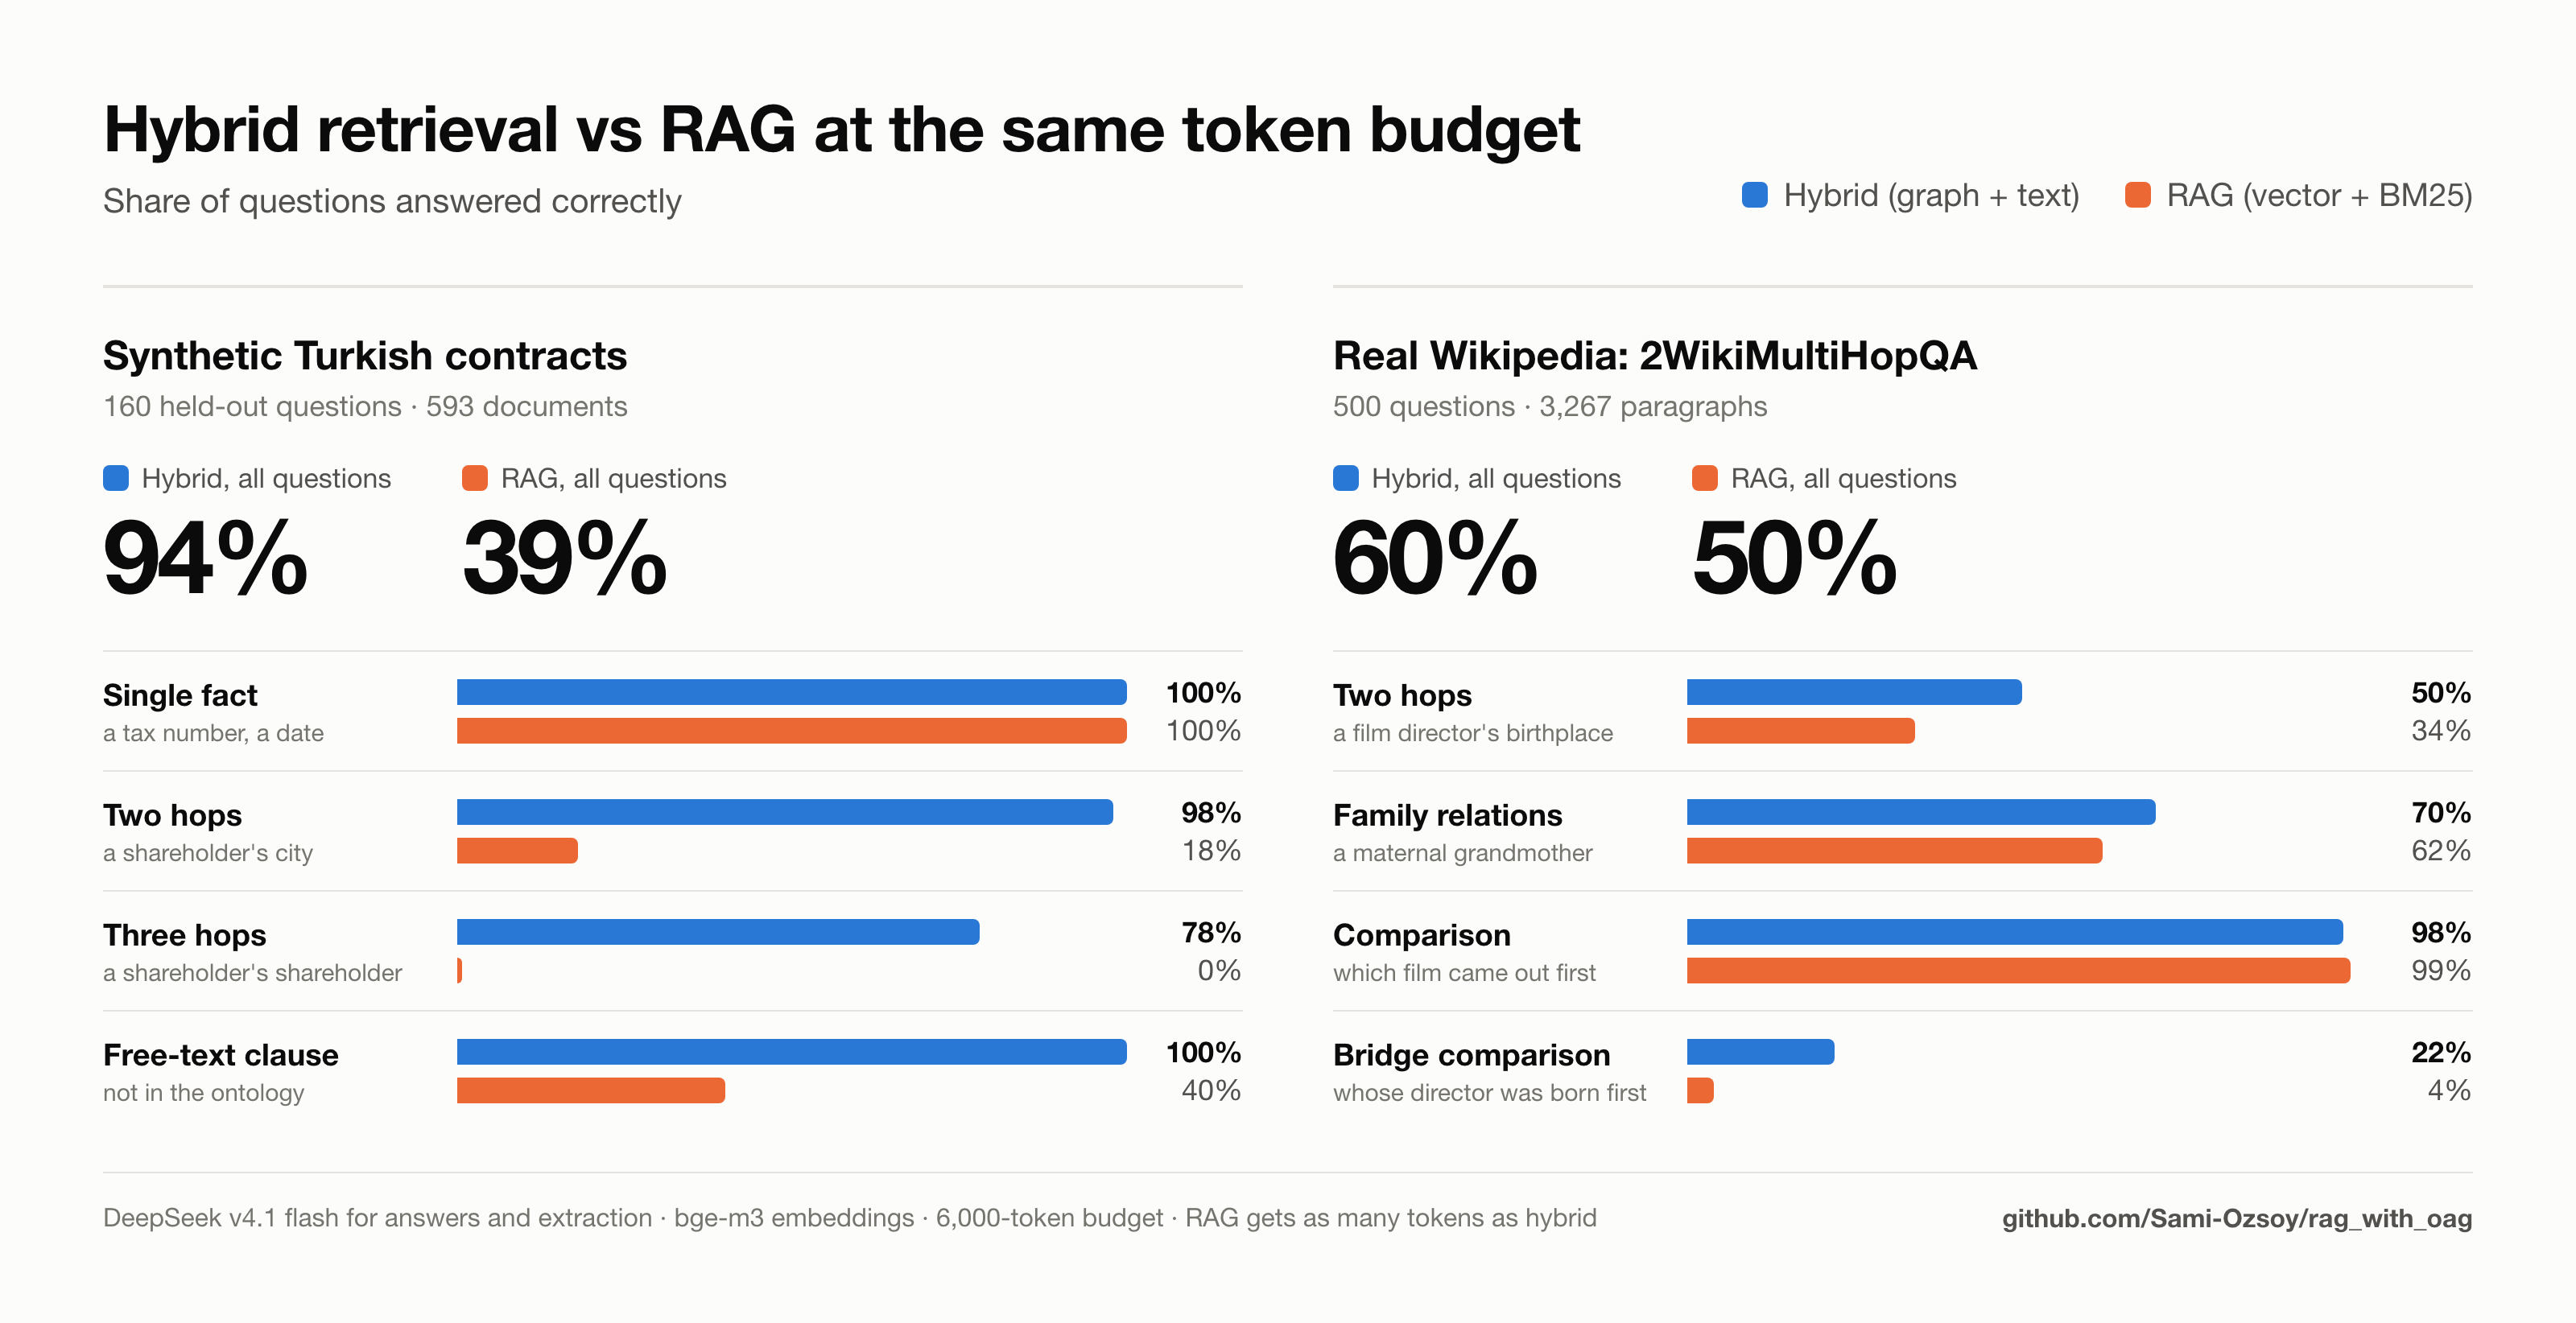 Hybrid retrieval vs RAG at the same token budget
Share of questions answered correctly
Hybrid (graph + text)
RAG (vector + BM25)
Synthetic Turkish contracts
160 held-out questions · 593 documents
Hybrid, all questions
RAG, all questions
94%
39%
Single fact
a tax number, a date
100%
100%
Two hops
a shareholder's city
98%
18%
Three hops
a shareholder's shareholder
78%
0%
Free-text clause
not in the ontology
100%
40%
Real Wikipedia: 2WikiMultiHopQA
500 questions · 3,267 paragraphs
Hybrid, all questions
RAG, all questions
60%
50%
Two hops
a film director's birthplace
50%
34%
Family relations
a maternal grandmother
70%
62%
Comparison
which film came out first
98%
99%
Bridge comparison
whose director was born first
22%
4%
DeepSeek v4.1 flash for answers and extraction · bge-m3 embeddings · 6,000-token budget · RAG gets as many tokens as hybrid
github.com/Sami-Ozsoy/rag_with_oag